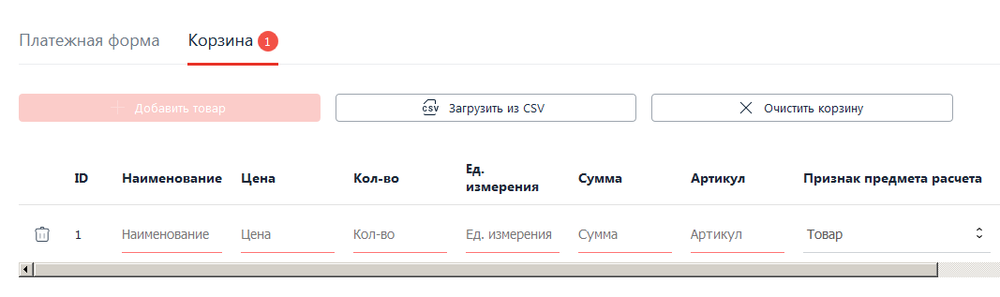 Платежная форма Корзина 1
Добавить товар CSV Загрузить из CSV Очистить корзину
ID Наименование Цена Кол-во Ед. измерения Сумма Артикул Признак предмета расчета
1 Наименование Цена Кол-во Ед. измерения Сумма Артикул Товар